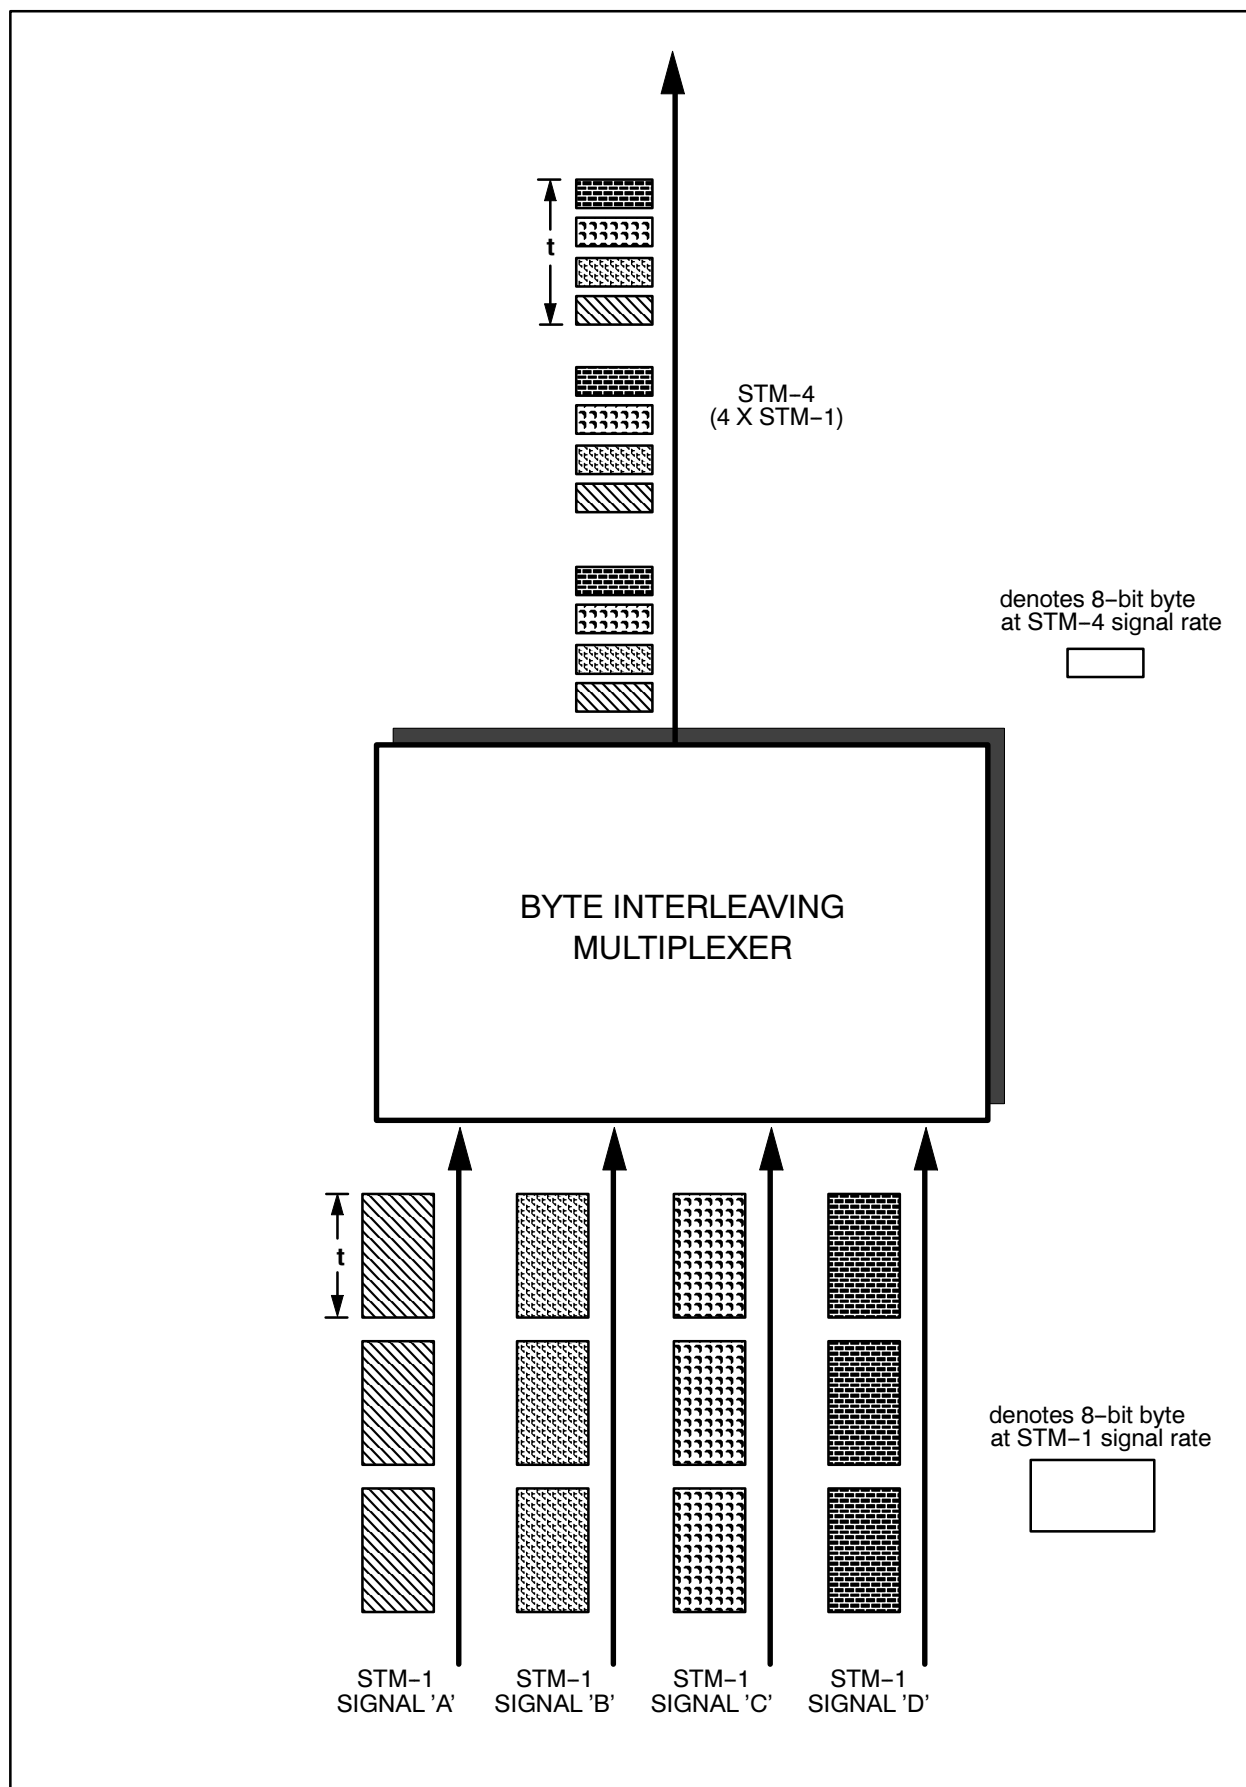 t
STM–4
(4 X STM–1)
denotes 8–bit byte
at STM–4 signal rate
BYTE INTERLEAVING
MULTIPLEXER
t
denotes 8–bit byte
at STM–1 signal rate
STM–1
SIGNAL ’A’
STM–1
SIGNAL ’B’
STM–1
SIGNAL ’C’
STM–1
SIGNAL ’D’